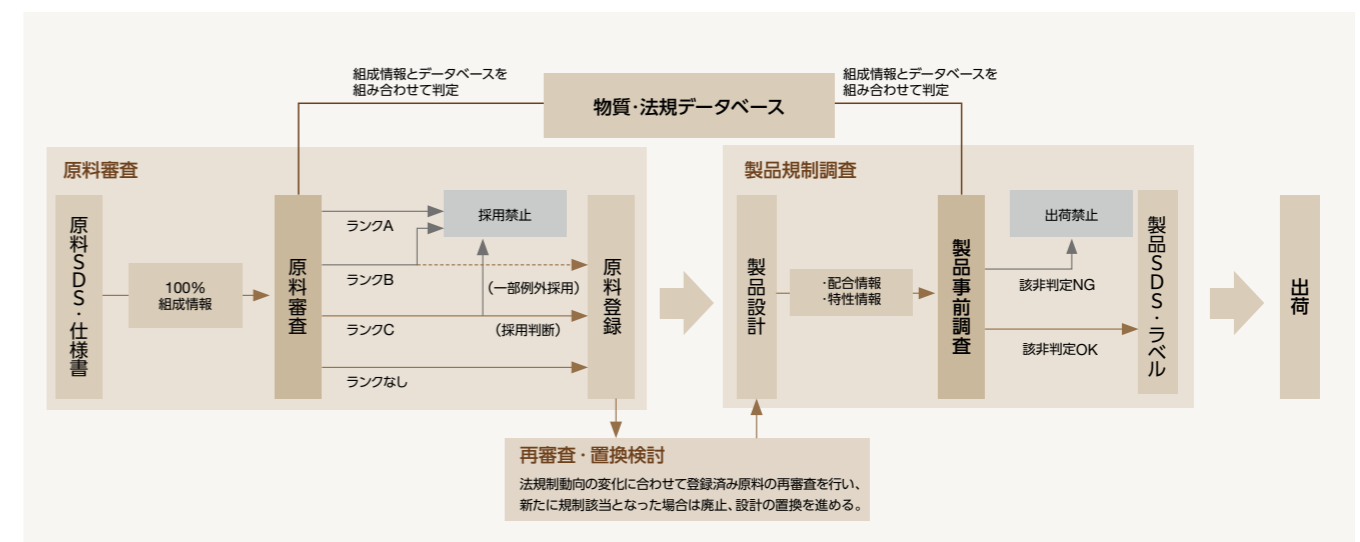 組成情報とデータベースを
組み合わせて判定
物質・法規データベース
組成情報とデータベースを
組み合わせて判定
原料審査
原料SDS・仕様書
100%
組成情報
原料審査
ランクA
採用禁止
ランクB
(一部例外採用)
ランクC
(採用判断)
ランクなし
原料登録
製品規制調査
製品設計
・配合情報
・特性情報
製品事前調査
出荷禁止
該非判定NG
該非判定OK
製品SDS・ラベル
出荷
再審査・置換検討
法規制動向の変化に合わせて登録済み原料の再審査を行い、
新たに規制該当となった場合は廃止、設計の置換を進める。